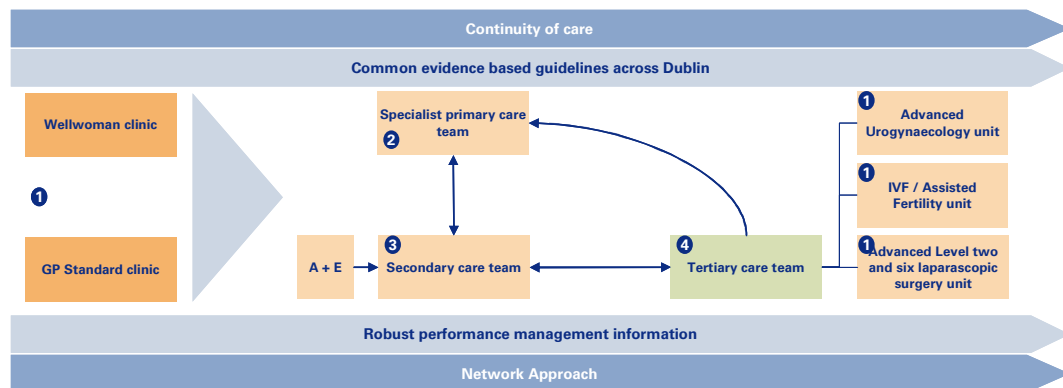 Continuity of care
Common evidence based guidelines across Dublin
Wellwoman clinic
1
GP Standard clinic
Specialist primary care
team
2
A + E
3
Secondary care team
4
Tertiary care team
1
Advanced
Urogynaecology unit
1
IVF / Assisted
Fertility unit
1
Advanced Level two
and six laparascopic
surgery unit
Robust performance management information
Network Approach